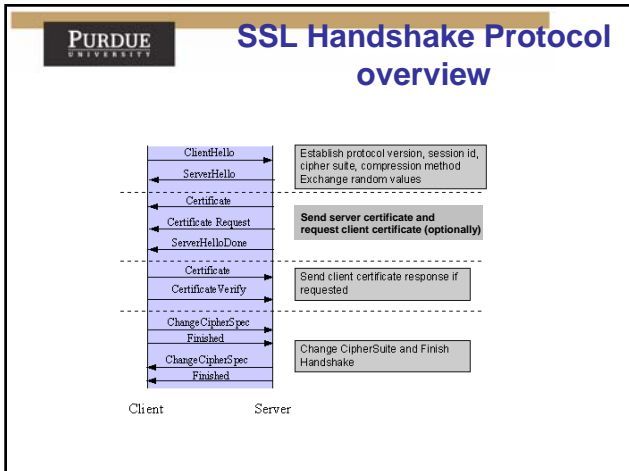 PURDUE
UNIVERSITY
SSL Handshake Protocol
overview
ClientHello
ServerHello
Establish protocol version, session id,
cipher suite, compression method
Exchange random values
Certificate
Certificate Request
ServerHelloDone
Send server certificate and
request client certificate (optionally)
Certificate
CertificateVerify
Send client certificate response if
requested
ChangeCipherSpec
Finished
ChangeCipherSpec
Finished
Change CipherSuite and Finish
Handshake
Client
Server